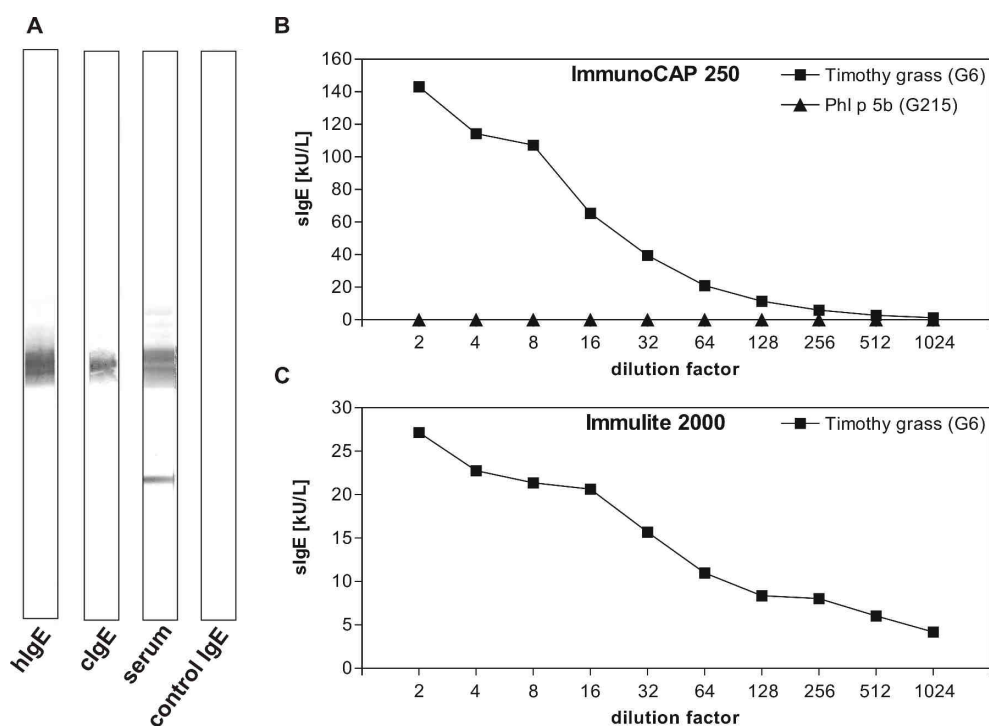 A
hIgE
cIgE
serum
control IgE
B
ImmunoCAP 250
Timothy grass (G6)
Phl p 5b (G215)
sIgE [kU/L]
160
140
120
100
80
60
40
20
0
2 4 8 16 32 64 128 256 512 1024
dilution factor
C
Immulite 2000
Timothy grass (G6)
sIgE [kU/L]
30
25
20
15
10
5
0
2 4 8 16 32 64 128 256 512 1024
dilution factor